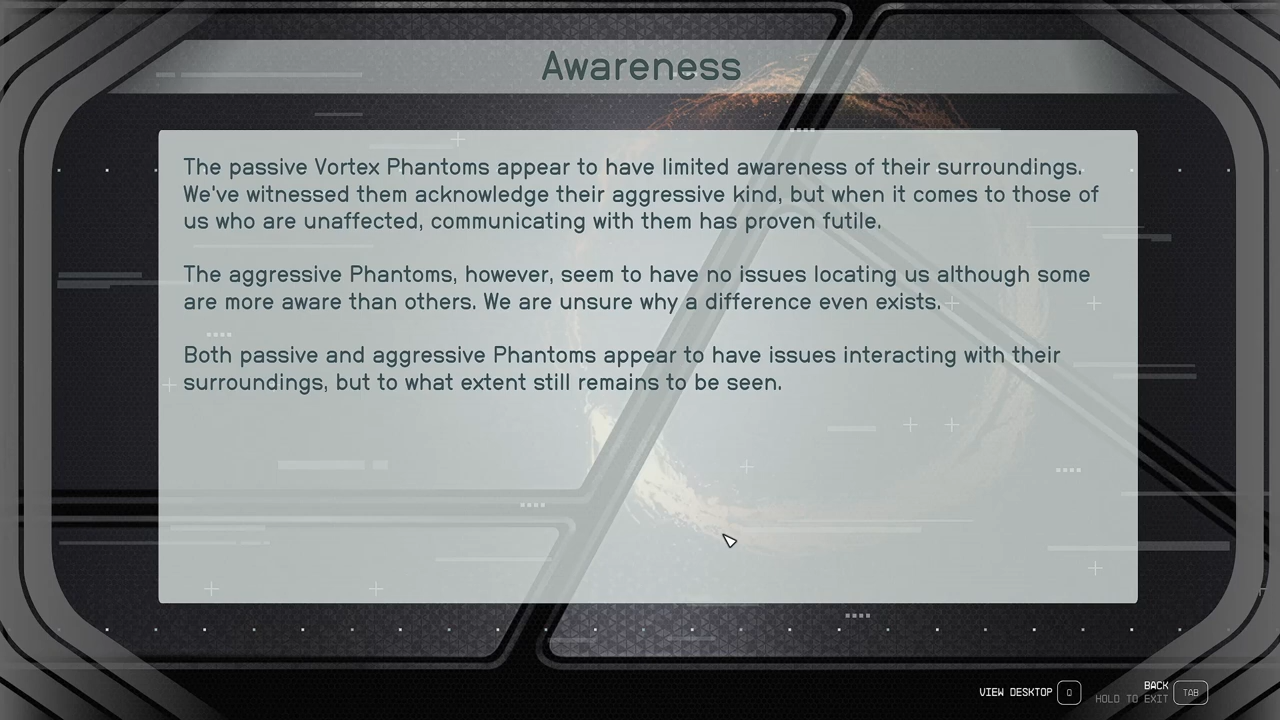 Awareness
The passive Vortex Phantoms appear to have limited awareness of their surroundings.
We've witnessed them acknowledge their aggressive kind, but when it comes to those of
us who are unaffected, communicating with them has proven futile.
The aggressive Phantoms, however, seem to have no issues locating us although some
are more aware than others. We are unsure why a difference even exists.
Both passive and aggressive Phantoms appear to have issues interacting with their
surroundings, but to what extent still remains to be seen.
VIEW DESKTOP Q
BACK
HOLD TO EXIT TAB